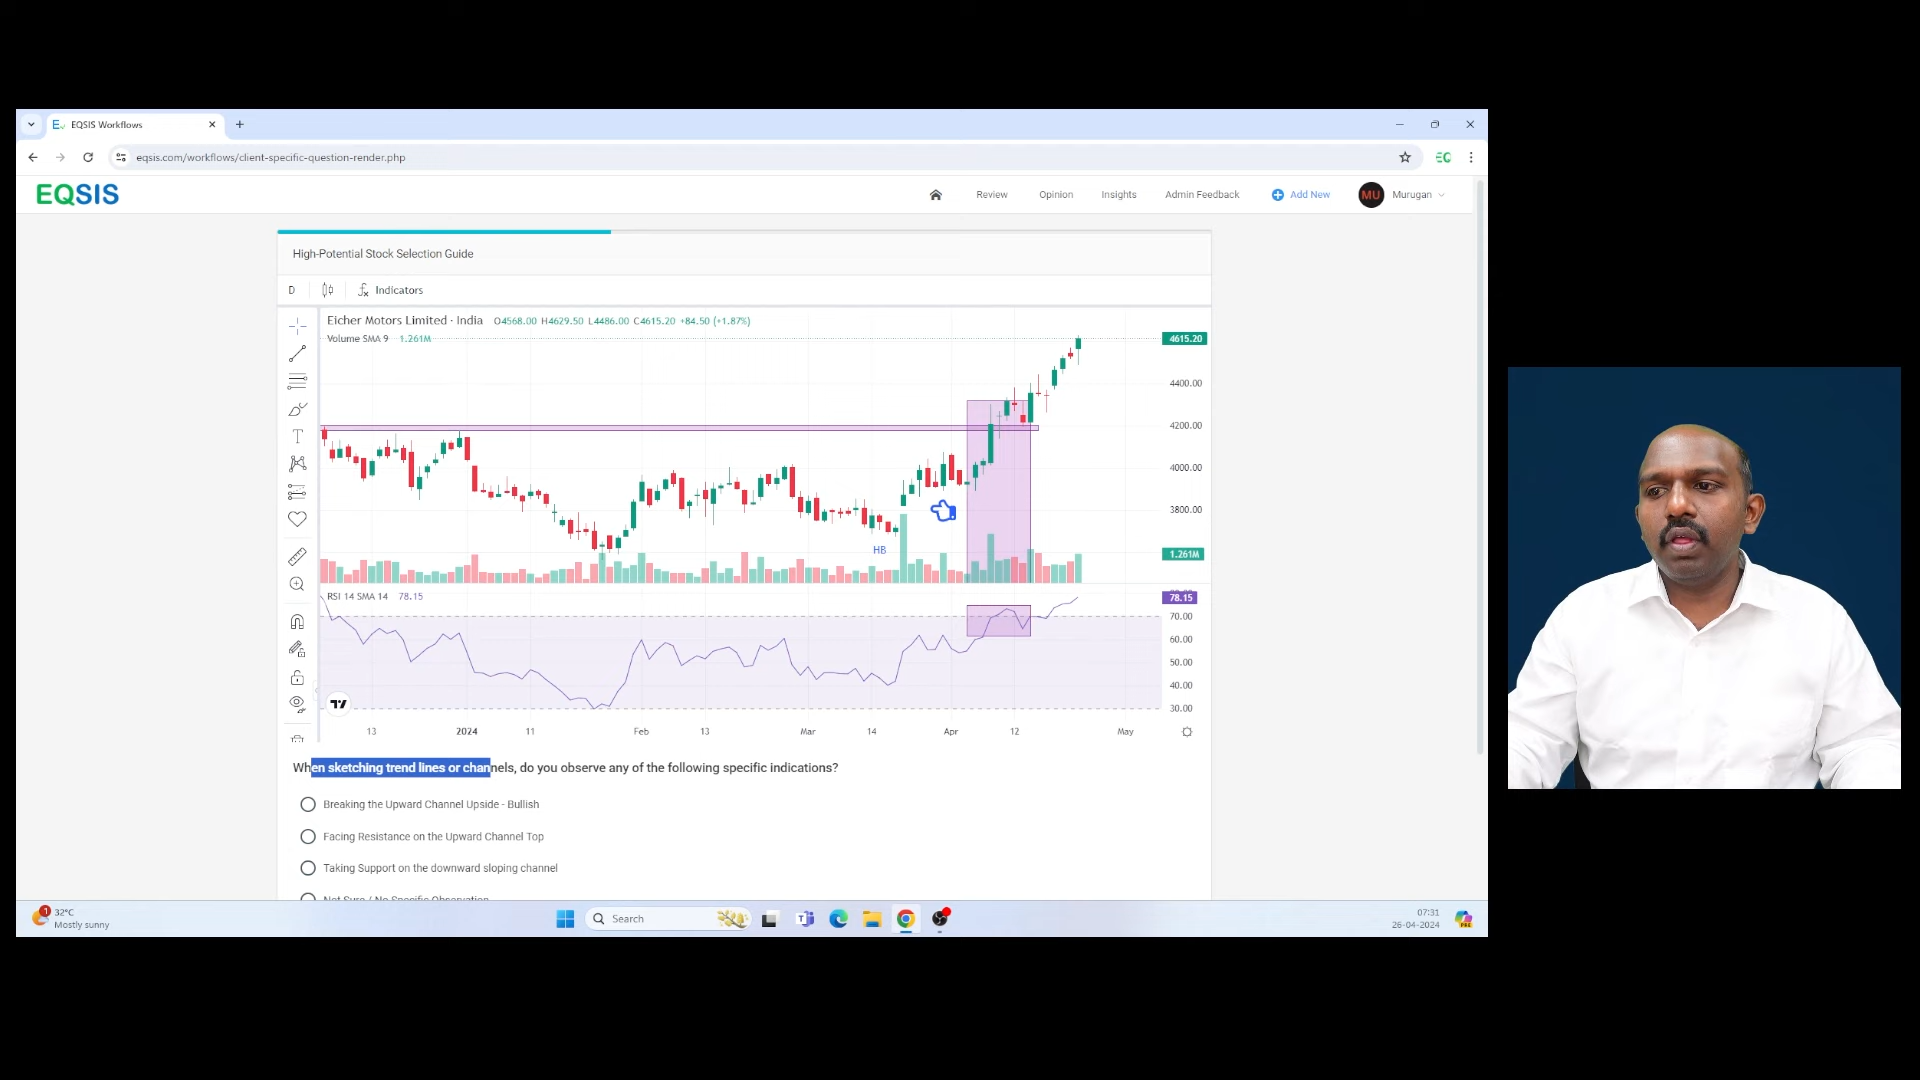 EQSIS Workflows
eqsis.com/workflows/client-specific-question-render.php
EQSIS
Review
Opinion
Insights
Admin Feedback
Add New
MU
Murugan
High-Potential Stock Selection Guide
D
Indicators
Eicher Motors Limited · India O4568.00 H4629.50 L4486.00 C4615.20 +84.50 (+1.87%)
Volume SMA 9 1.261M
4615.20
4400.00
4200.00
4000.00
3800.00
HB
1.261M
RSI 14 SMA 14 78.15
78.15
70.00
60.00
50.00
40.00
30.00
13 2024 11 Feb 13 Mar 14 Apr 12 May
When sketching trend lines or channels, do you observe any of the following specific indications?
Breaking the Upward Channel Upside - Bullish
Facing Resistance on the Upward Channel Top
Taking Support on the downward sloping channel
Not Sure / No Specific Observation
1
32°C
Mostly sunny
Search
07:31
26-04-2024